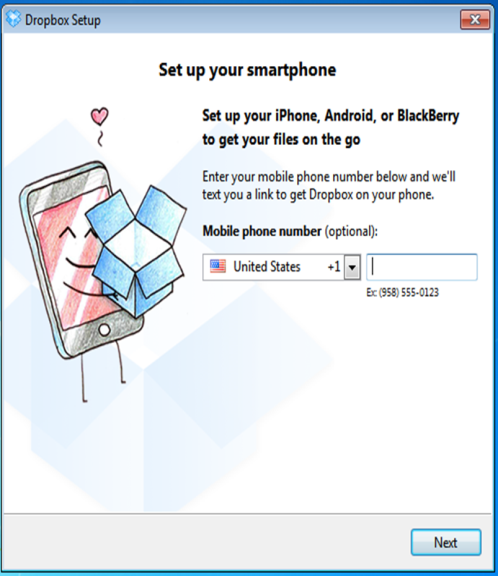 Dropbox Setup
Set up your smartphone
Set up your iPhone, Android, or BlackBerry
to get your files on the go
Enter your mobile phone number below and we'll
text you a link to get Dropbox on your phone.
Mobile phone number (optional):
United States +1
Ex: (958) 555-0123
Next